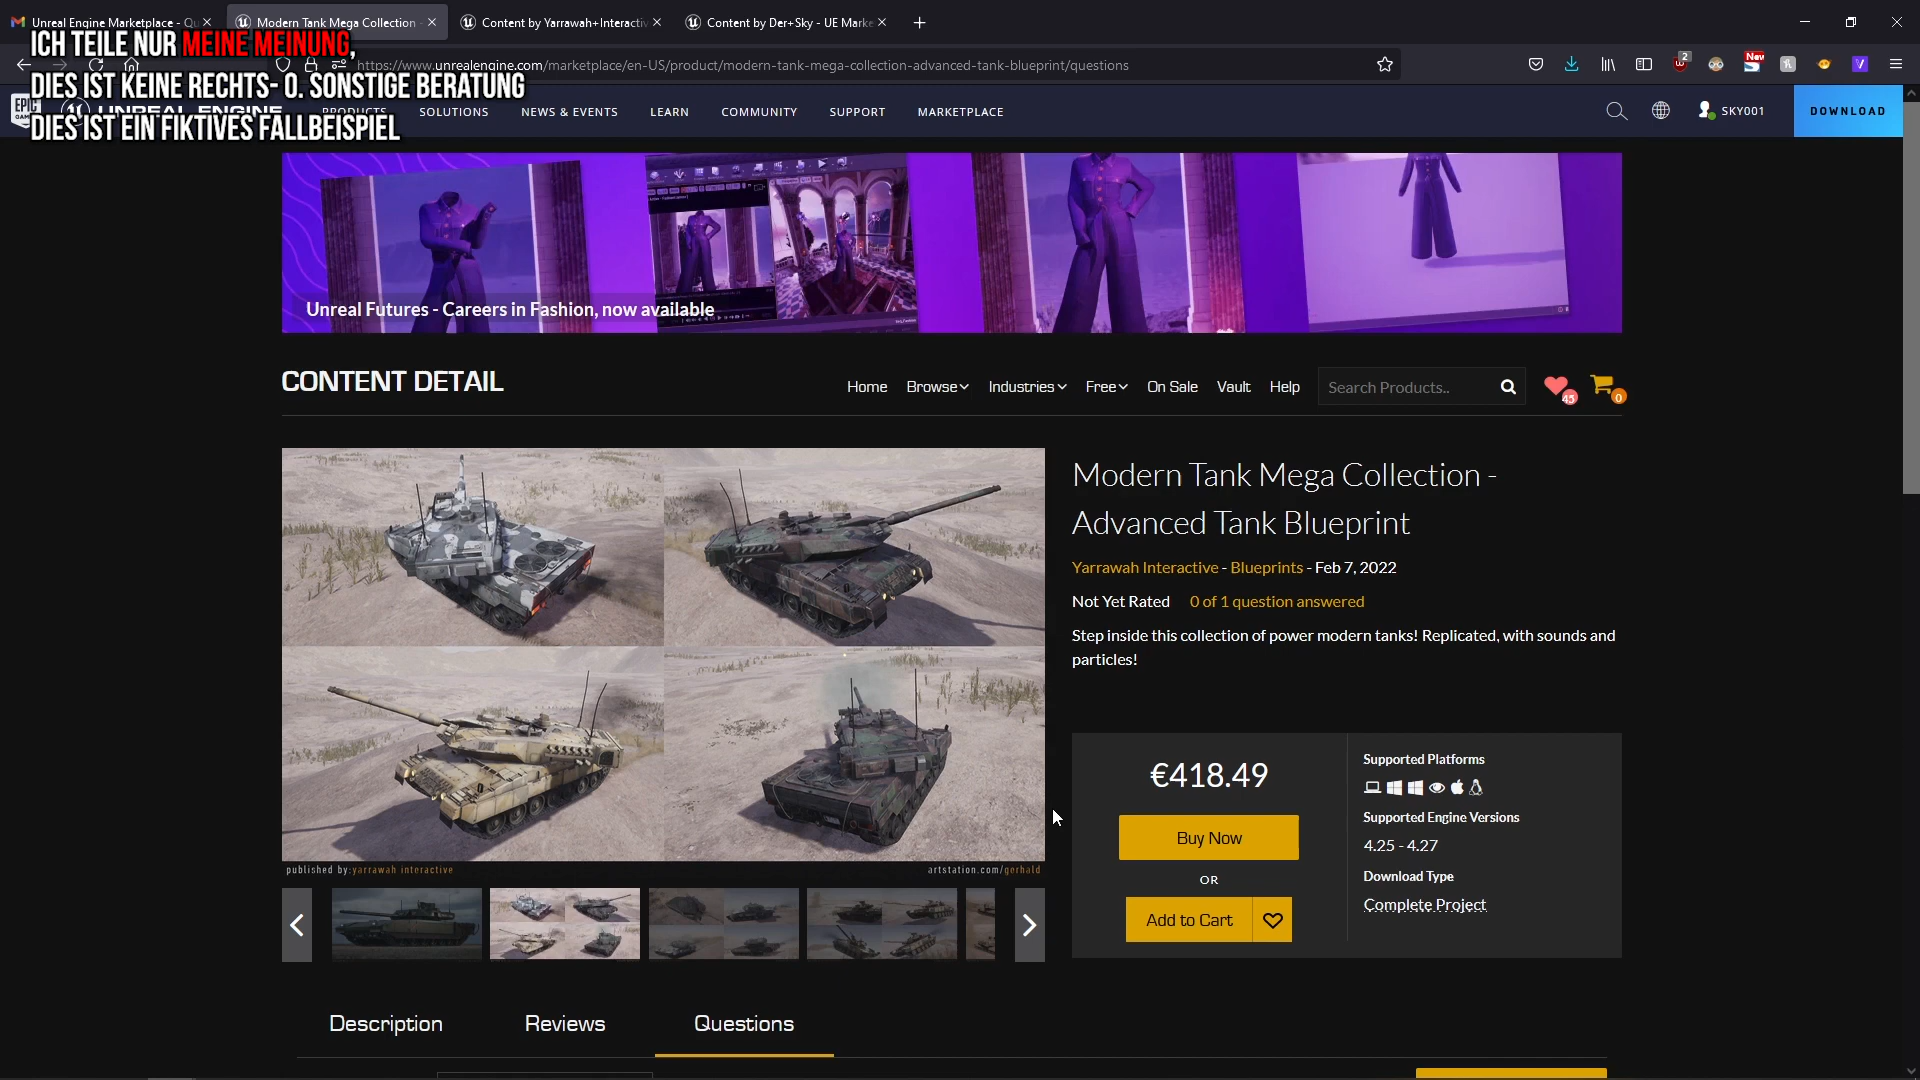 Unreal Engine Marketplace - Qu
Modern Tank Mega Collection -
Content by Yarrawah+Interactiv
Content by Der+Sky - UE Marke
ICH TEILE NUR MEINE MEINUNG,
https://www.unrealengine.com/marketplace/en-US/product/modern-tank-mega-collection-advanced-tank-blueprint/questions
2
New
DIES IST KEINE RECHTS- O. SONSTIGE BERATUNG
EPIC
UNREAL ENGINE
PRODUCTS
SOLUTIONS
NEWS & EVENTS
LEARN
COMMUNITY
SUPPORT
MARKETPLACE
SKY001
DOWNLOAD
DIES IST EIN FIKTIVES FALLBEISPIEL
Unreal Futures - Careers in Fashion, now available
CONTENT DETAIL
Home
Browse
Industries
Free
On Sale
Vault
Help
Search Products..
45
0
Modern Tank Mega Collection -
Advanced Tank Blueprint
Yarrawah Interactive - Blueprints - Feb 7, 2022
Not Yet Rated 0 of 1 question answered
Step inside this collection of power modern tanks! Replicated, with sounds and
particles!
€418.49
Buy Now
OR
Add to Cart
Supported Platforms
Supported Engine Versions
4.25 - 4.27
Download Type
Complete Project
published by:yarrawah interactive
artstation.com/gerhald
Description
Reviews
Questions